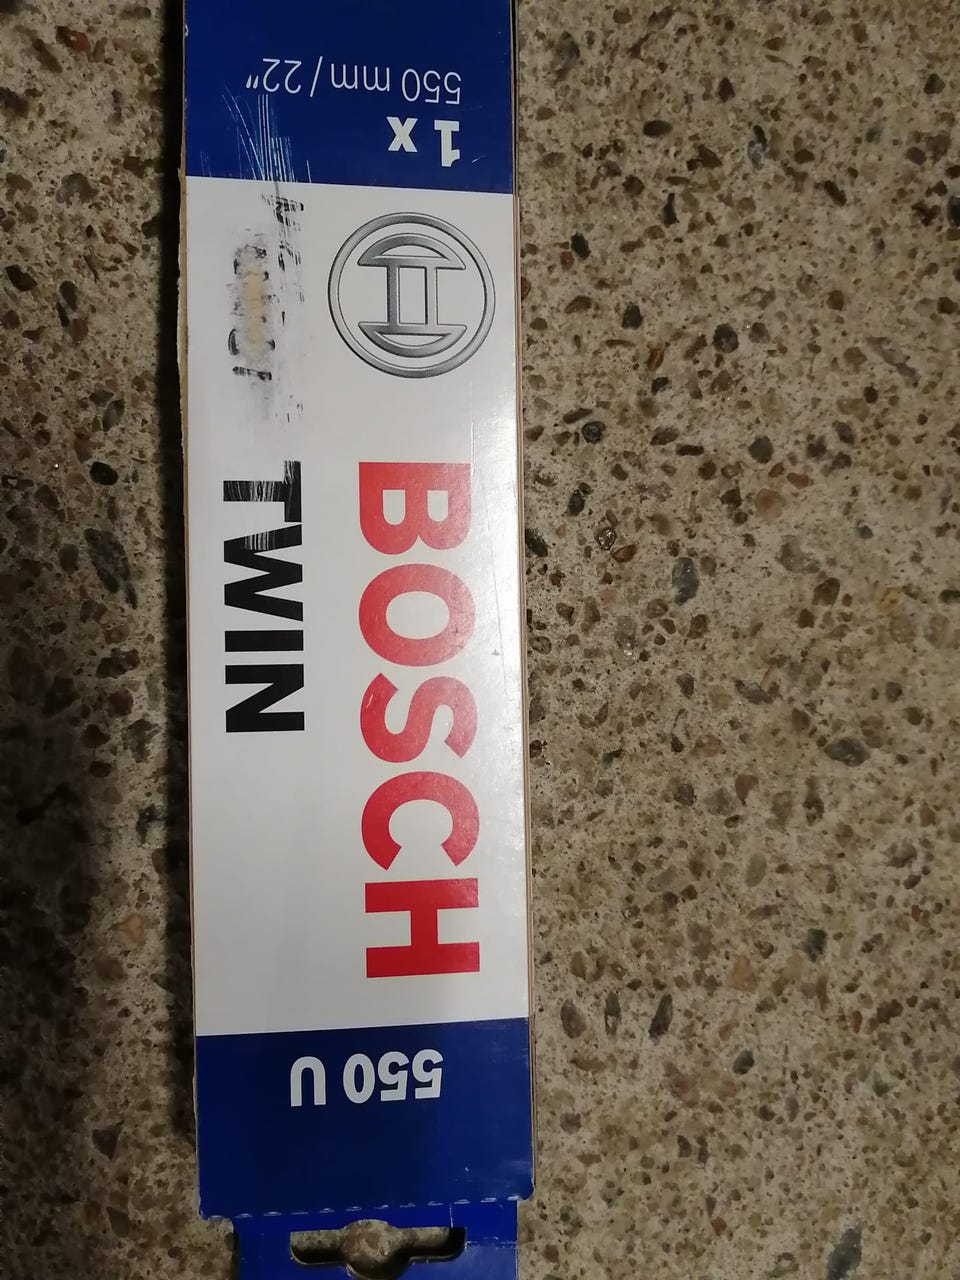 550 U
BOSCH
TWIN
1 x
550 mm / 22"